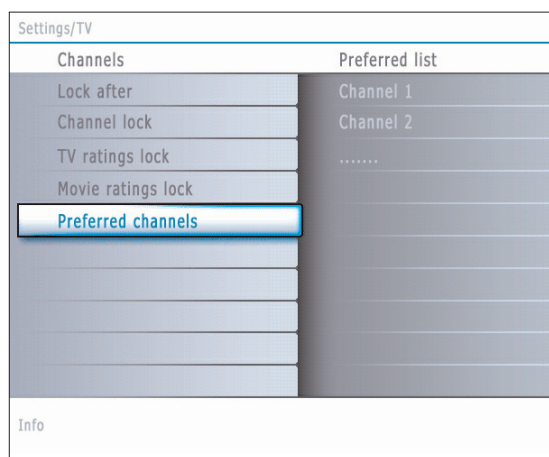 Settings/TV
Channels
Preferred list
Lock after
Channel 1
Channel lock
Channel 2
TV ratings lock
.......
Movie ratings lock
Preferred channels
Info